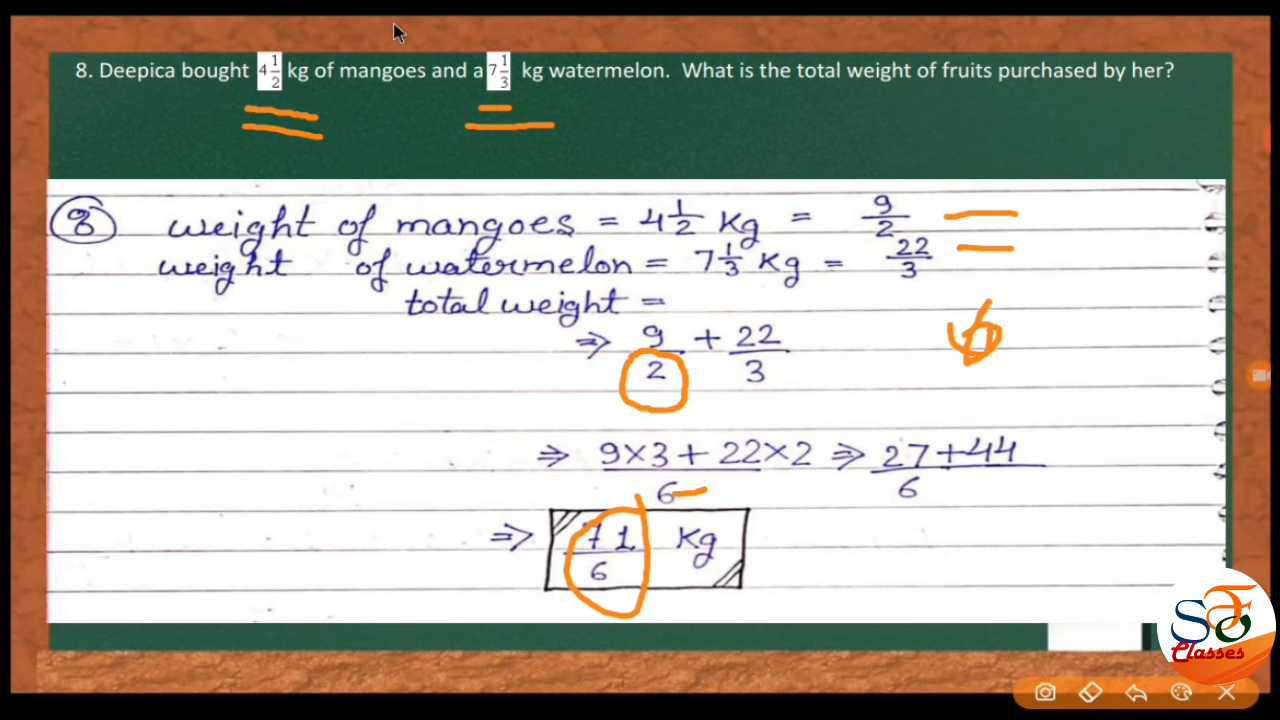 8. Deepica bought 4 1/2 kg of mangoes and a 7 1/3 kg watermelon. What is the total weight of fruits purchased by her?
8 weight of mangoes = 4 1/2 Kg = 9/2
weight of watermelon = 7 1/3 Kg = 22/3
total weight =
⇒ 9/2 + 22/3
⇒ 9×3 + 22×2 / 6 ⇒ 27+44 / 6
⇒ 71/6 Kg
SJ
Classes